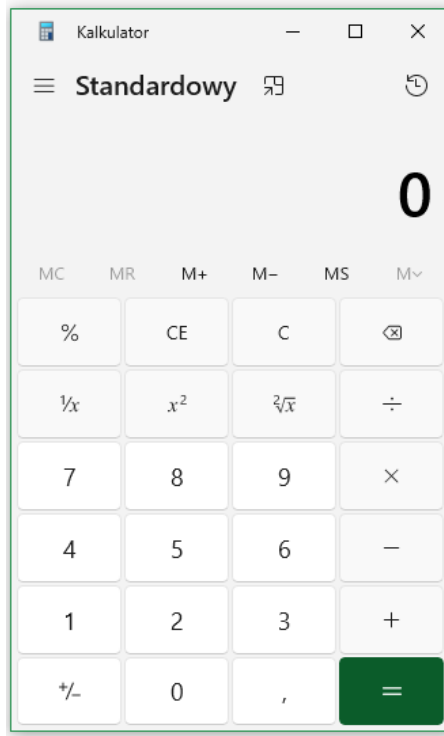 Kalkulator
Standardowy
0
MC MR M+ M− MS M
% CE C
¹/x x² ²√x ÷
7 8 9 ×
4 5 6 −
1 2 3 +
+/− 0 , =